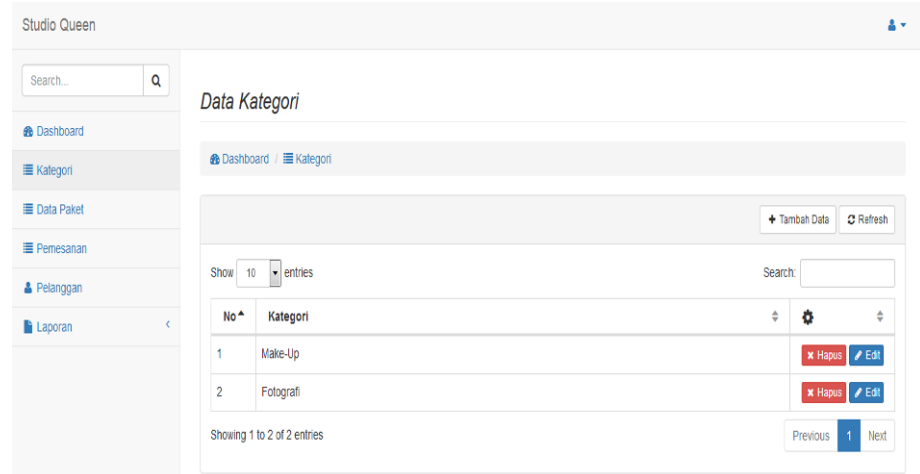 Studio Queen
Search...
Dashboard
Kategori
Data Paket
Pemesanan
Pelanggan
Laporan
Data Kategori
Dashboard / Kategori
Tambah Data Refresh
Show 10 entries Search:
No Kategori
1 Make-Up Hapus Edit
2 Fotografi Hapus Edit
Showing 1 to 2 of 2 entries Previous 1 Next